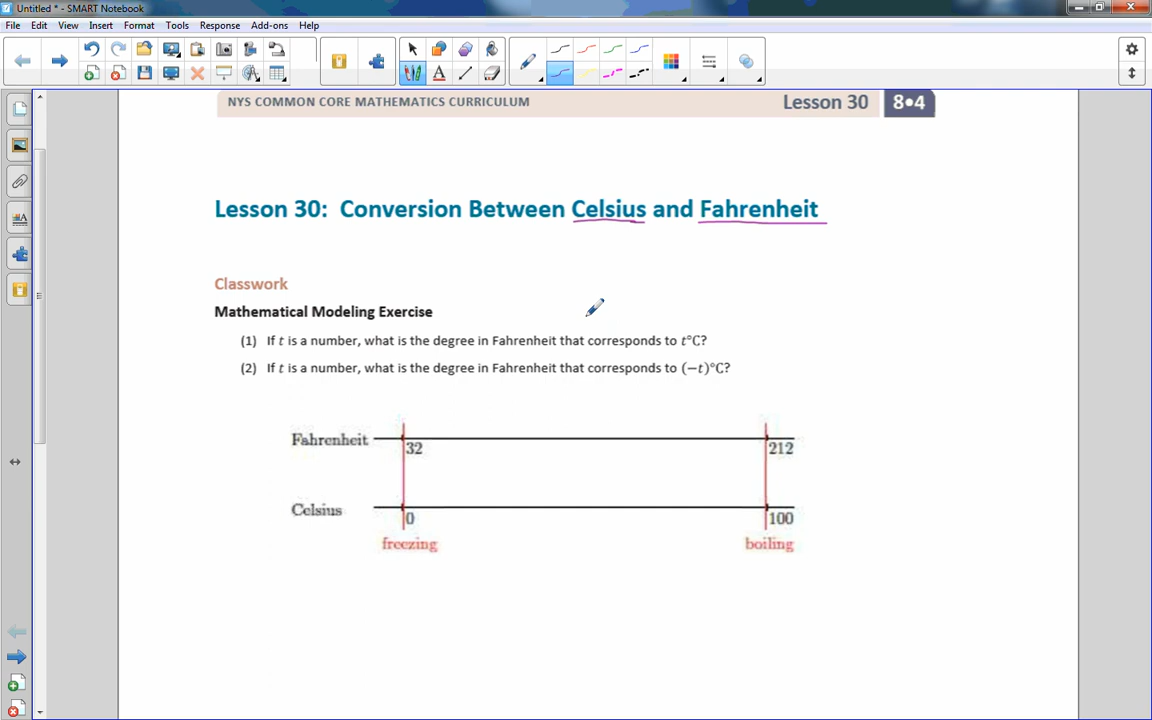 Untitled * - SMART Notebook
File Edit View Insert Format Tools Response Add-ons Help
NYS COMMON CORE MATHEMATICS CURRICULUM Lesson 30 8•4
Lesson 30: Conversion Between Celsius and Fahrenheit
Classwork
Mathematical Modeling Exercise
(1) If t is a number, what is the degree in Fahrenheit that corresponds to t°C?
(2) If t is a number, what is the degree in Fahrenheit that corresponds to (−t)°C?
Fahrenheit
32 212
Celsius
0 100
freezing boiling